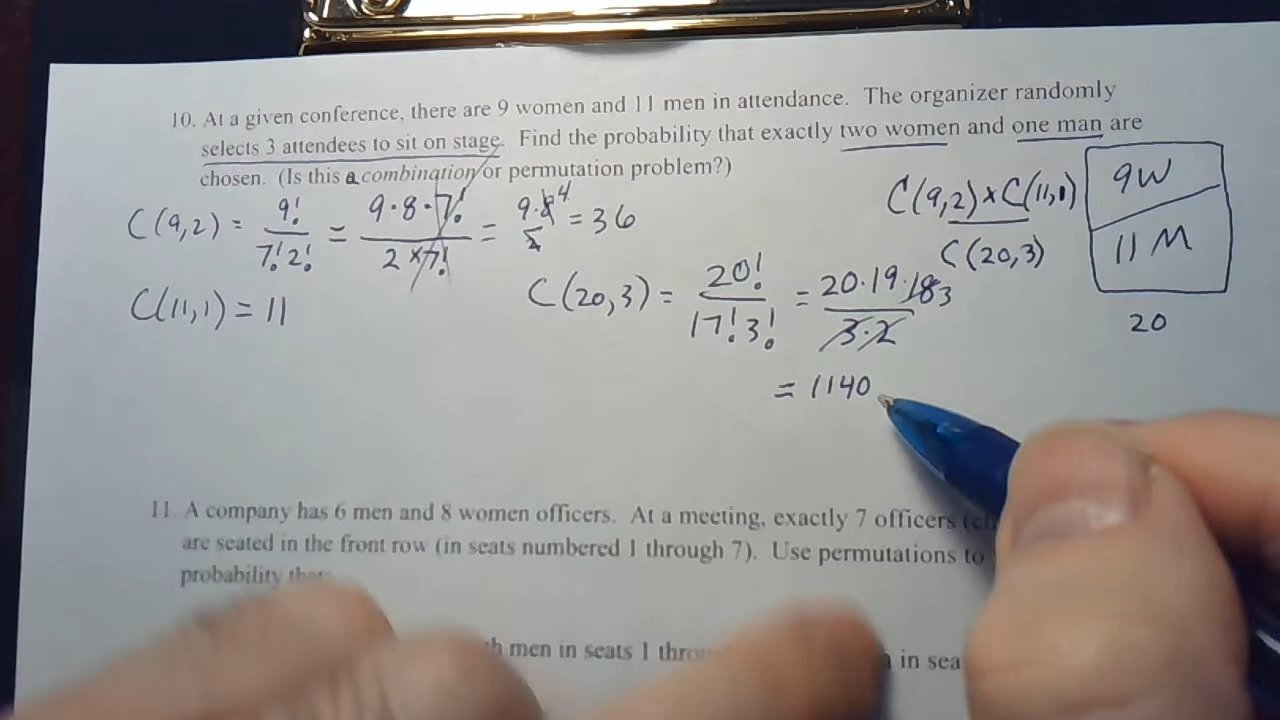 10. At a given conference, there are 9 women and 11 men in attendance. The organizer randomly
selects 3 attendees to sit on stage. Find the probability that exactly two women and one man are
chosen. (Is this a combination or permutation problem?)
C(9,2) = 9! / 7!2! = 9·8·7! / 2×7! = 9·8 4 / 2 = 36
C(11,1) = 11
C(20,3) = 20! / 17!3! = 20·19·18 3 / 3·2
= 1140
C(9,2)×C(11,1)
C(20,3)
9W
11M
20
11. A company has 6 men and 8 women officers. At a meeting, exactly 7 officers
are seated in the front row (in seats numbered 1 through 7). Use permutations to
probability
men in seats 1
in